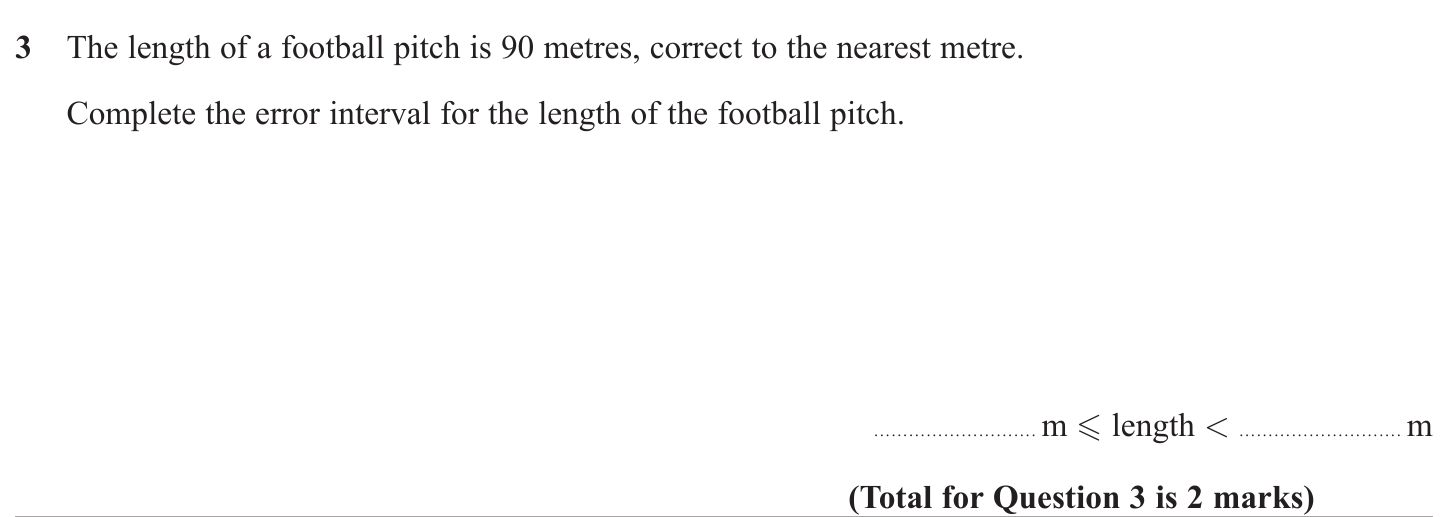 3 The length of a football pitch is 90 metres, correct to the nearest metre.
Complete the error interval for the length of the football pitch.
............................ m ⩽ length < ............................ m
(Total for Question 3 is 2 marks)